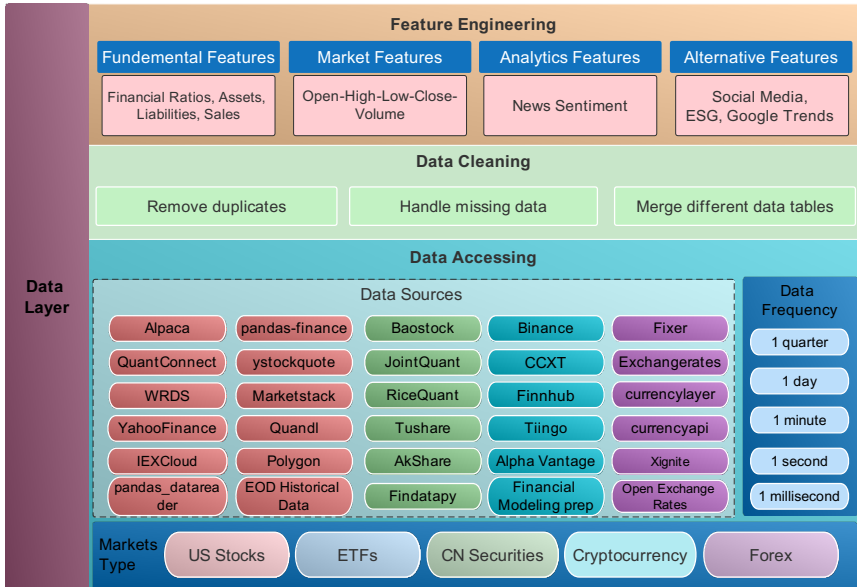 Feature Engineering
Fundemental Features
Market Features
Analytics Features
Alternative Features
Financial Ratios, Assets,
Liabilities, Sales
Open-High-Low-Close-
Volume
News Sentiment
Social Media,
ESG, Google Trends
Data Cleaning
Remove duplicates
Handle missing data
Merge different data tables
Data
Layer
Data Accessing
Data Sources
Alpaca
pandas-finance
Baostock
Binance
Fixer
QuantConnect
ystockquote
JointQuant
CCXT
Exchangerates
WRDS
Marketstack
RiceQuant
Finnhub
currencylayer
YahooFinance
Quandl
Tushare
Tiingo
currencyapi
IEXCloud
Polygon
AkShare
Alpha Vantage
Xignite
pandas_datarea
der
EOD Historical
Data
Findatapy
Financial
Modeling prep
Open Exchange
Rates
Data
Frequency
1 quarter
1 day
1 minute
1 second
1 millisecond
Markets
Type
US Stocks
ETFs
CN Securities
Cryptocurrency
Forex